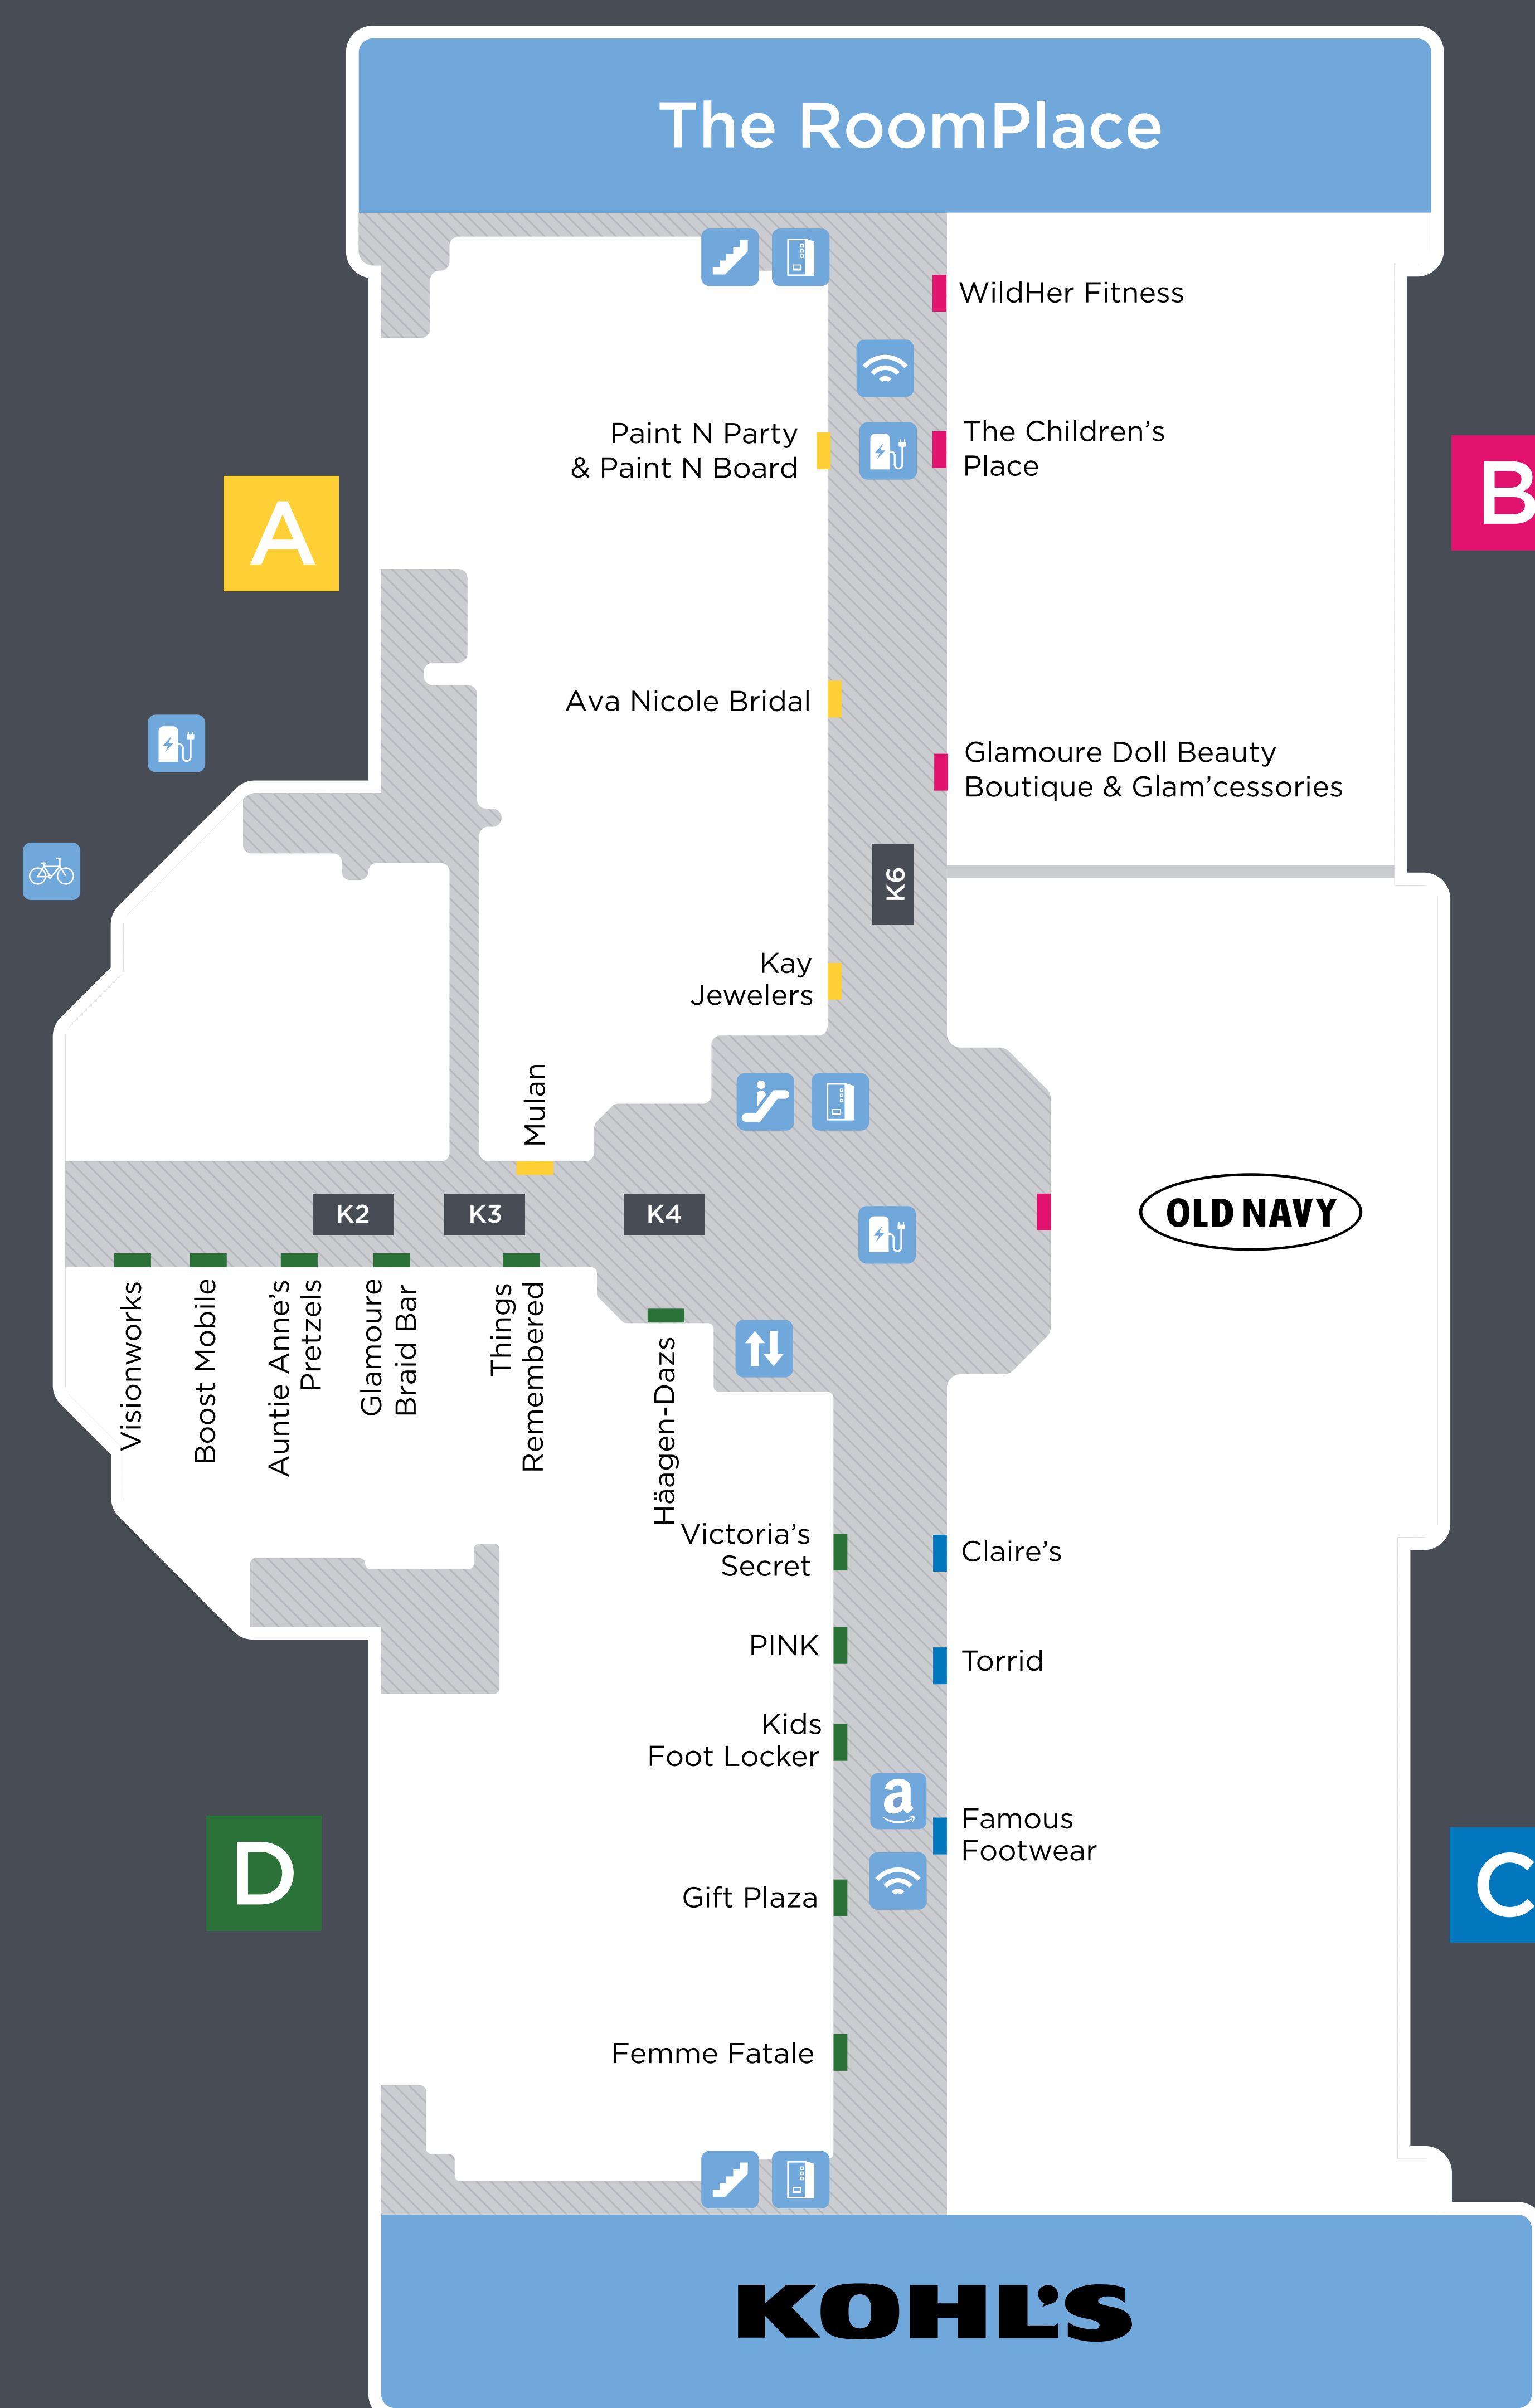 The RoomPlace
WildHer Fitness
Paint N Party
& Paint N Board
The Children's
Place
A
B
Ava Nicole Bridal
Glamoure Doll Beauty
Boutique & Glam'cessories
K6
Kay
Jewelers
Mulan
K2
K3
K4
OLD NAVY
Visionworks
Boost Mobile
Auntie Anne's
Pretzels
Glamoure
Braid Bar
Things
Remembered
Häagen-Dazs
Victoria's
Secret
Claire's
PINK
Torrid
Kids
Foot Locker
a
Famous
Footwear
D
C
Gift Plaza
Femme Fatale
KOHL'S